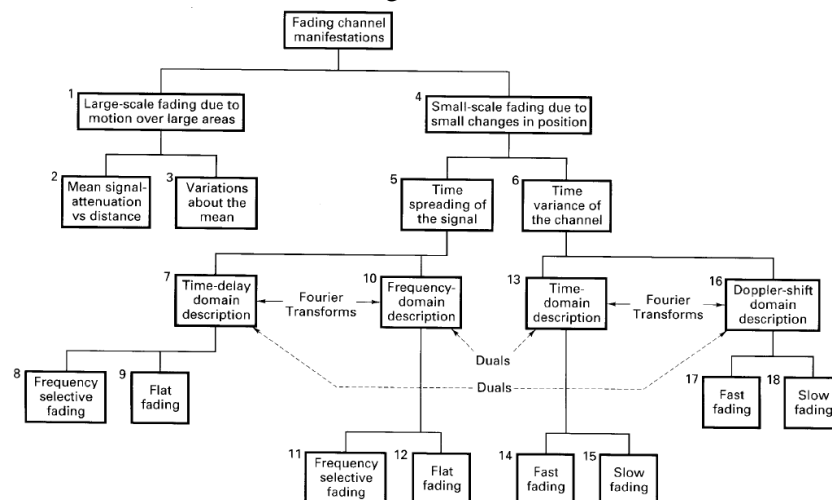 Fading channel
manifestations
1
Large-scale fading due to
motion over large areas
4
Small-scale fading due to
small changes in position
2
Mean signal-
attenuation
vs distance
3
Variations
about the
mean
5
Time
spreading of
the signal
6
Time
variance of
the channel
7
Time-delay
domain
description
Fourier
Transforms
10
Frequency-
domain
description
13
Time-
domain
description
Fourier
Transforms
16
Doppler-shift
domain
description
Duals
Duals
8
Frequency
selective
fading
9
Flat
fading
17
Fast
fading
18
Slow
fading
11
Frequency
selective
fading
12
Flat
fading
14
Fast
fading
15
Slow
fading